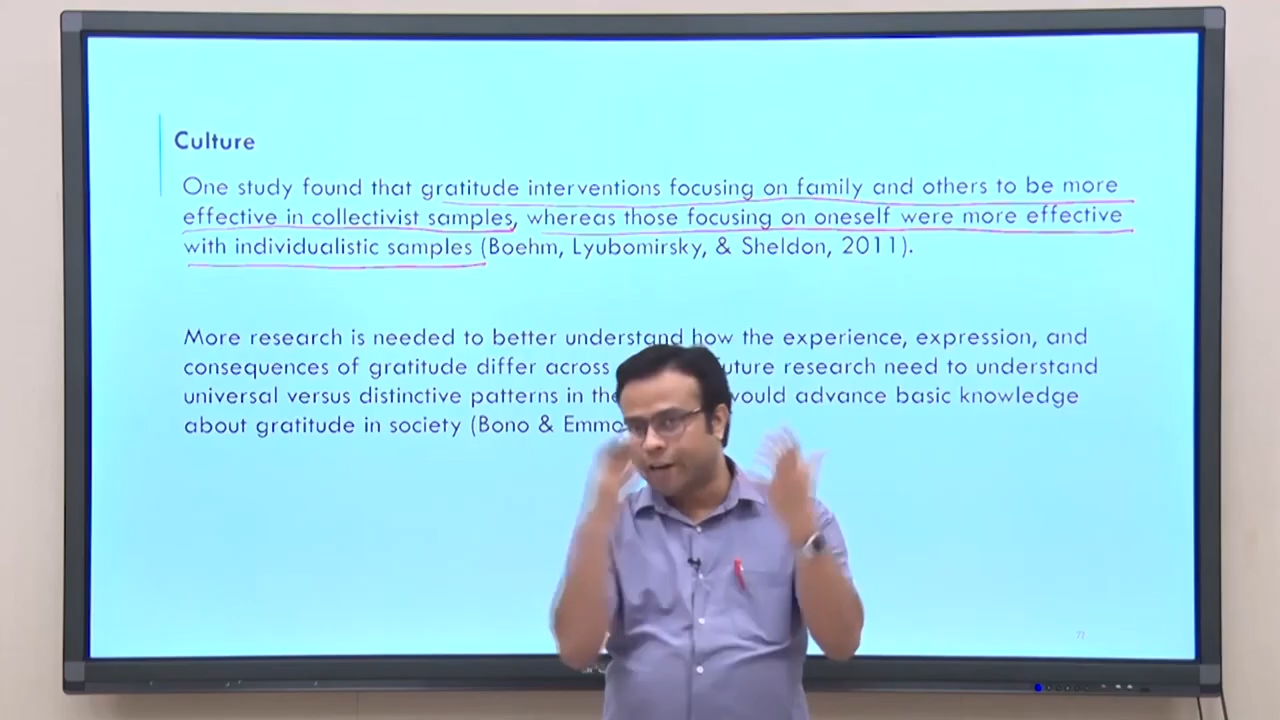 Culture
One study found that gratitude interventions focusing on family and others to be more
effective in collectivist samples, whereas those focusing on oneself were more effective
with individualistic samples (Boehm, Lyubomirsky, & Sheldon, 2011).
More research is needed to better understand how the experience, expression, and
consequences of gratitude differ across future research need to understand
universal versus distinctive patterns in would advance basic knowledge
about gratitude in society (Bono &
77